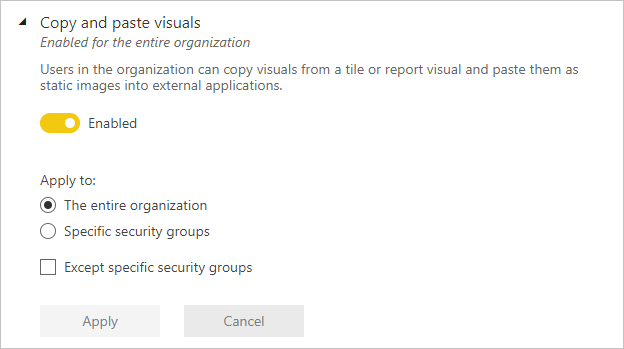 Copy and paste visuals
Enabled for the entire organization
Users in the organization can copy visuals from a tile or report visual and paste them as
static images into external applications.
Enabled
Apply to:
The entire organization
Specific security groups
Except specific security groups
Apply
Cancel